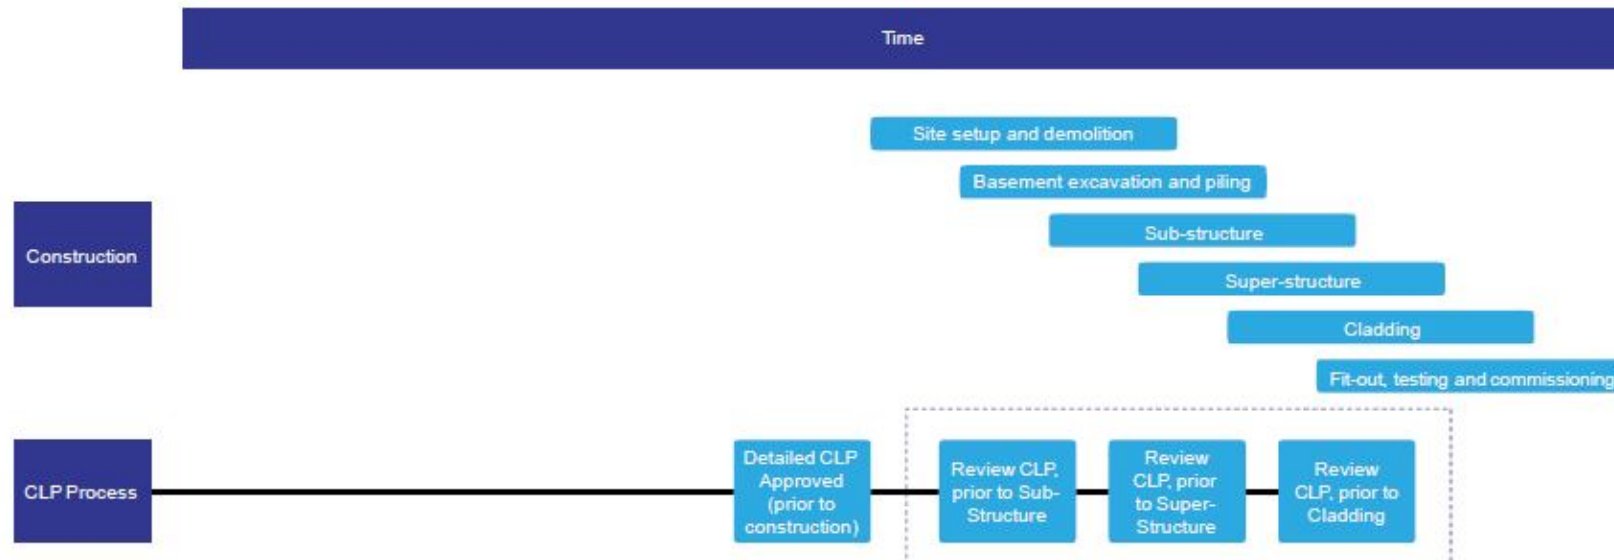 Time
Site setup and demolition
Basement excavation and piling
Construction
Sub-structure
Super-structure
Cladding
Fit-out, testing and commissioning
CLP Process
Detailed CLP
Approved
(prior to
construction)
Review CLP,
prior to Sub-
Structure
Review
CLP, prior
to Super-
Structure
Review
CLP, prior to
Cladding